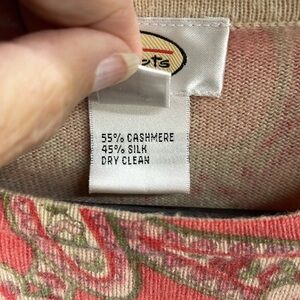 55% CASHMERE
45% SILK
DRY CLEAN